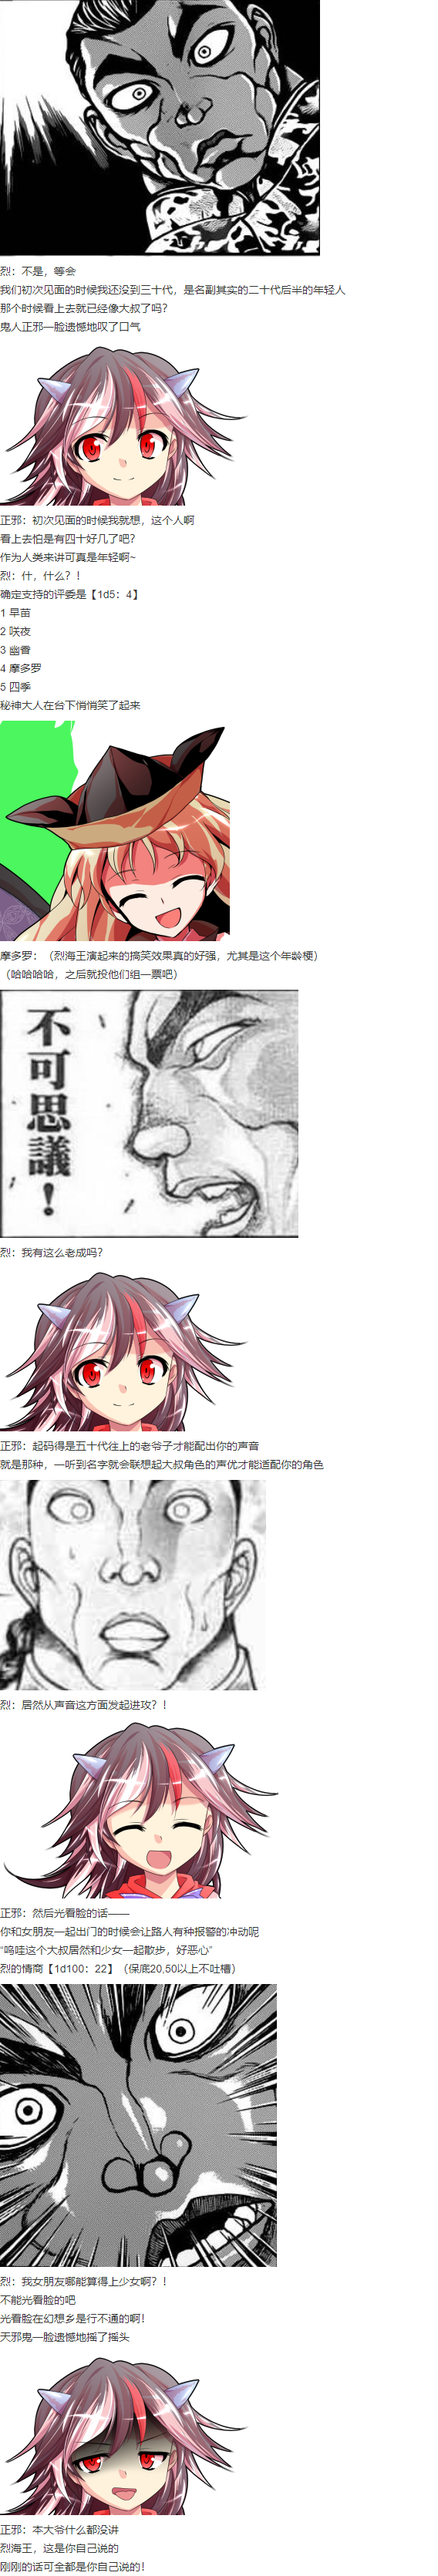 烈：不是，等会
我们初次见面的时候我还没到三十代，是名副其实的二十代后半的年轻人
那个时候看上去就已经像大叔了吗？
鬼人正邪一脸遗憾地叹了口气
正邪：初次见面的时候我就想，这个人啊
看上去怕是有四十好几了吧？
作为人类来讲可真是年轻啊~
烈：什，什么？！
确定支持的评委是【1d5：4】
1 早苗
2 咲夜
3 幽香
4 摩多罗
5 四季
秘神大人在台下悄悄笑了起来
摩多罗：（烈海王演起来的搞笑效果真的好强，尤其是这个年龄梗）
（哈哈哈哈，之后就投他们组一票吧）
不可思議！
烈：我有这么老成吗？
正邪：起码得是五十代往上的老爷子才能配出你的声音
就是那种，一听到名字就会联想起大叔角色的声优才能适配你的角色
烈：居然从声音这方面发起进攻？！
正邪：然后光看脸的话——
你和女朋友一起出门的时候会让路人有种报警的冲动呢
“呜哇这个大叔居然和少女一起散步，好恶心”
烈的情商【1d100：22】（保底20,50以上不吐槽）
烈：我女朋友哪能算得上少女啊？！
不能光看脸的吧
光看脸在幻想乡是行不通的啊！
天邪鬼一脸遗憾地摇了摇头
正邪：本大爷什么都没讲
烈海王，这是你自己说的
刚刚的话可全都是你自己说的！